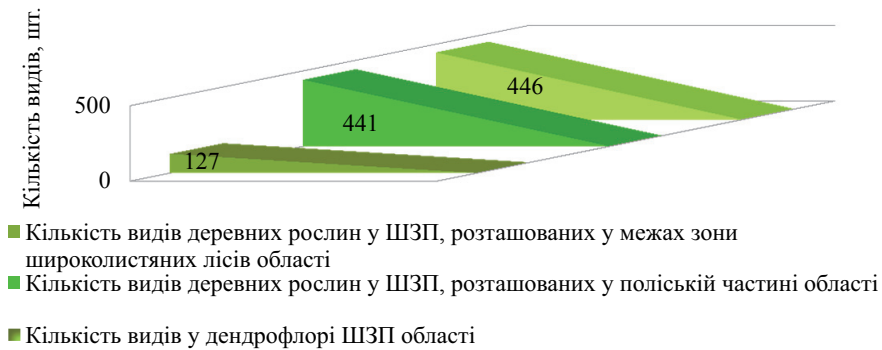 Кількість видів, шт.
500
0
446
441
127
Кількість видів деревних рослин у ШЗП, розташованих у межах зони
широколистяних лісів області
Кількість видів деревних рослин у ШЗП, розташованих у поліській частині області
Кількість видів у дендрофлорі ШЗП області